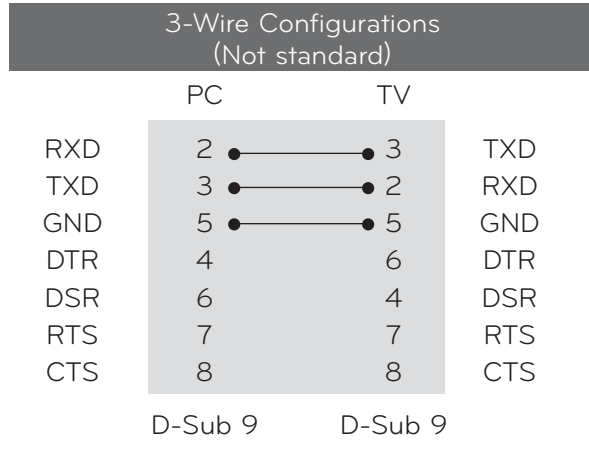 3-Wire Configurations
(Not standard)
PC TV
RXD 2 3 TXD
TXD 3 2 RXD
GND 5 5 GND
DTR 4 6 DTR
DSR 6 4 DSR
RTS 7 7 RTS
CTS 8 8 CTS
D-Sub 9 D-Sub 9